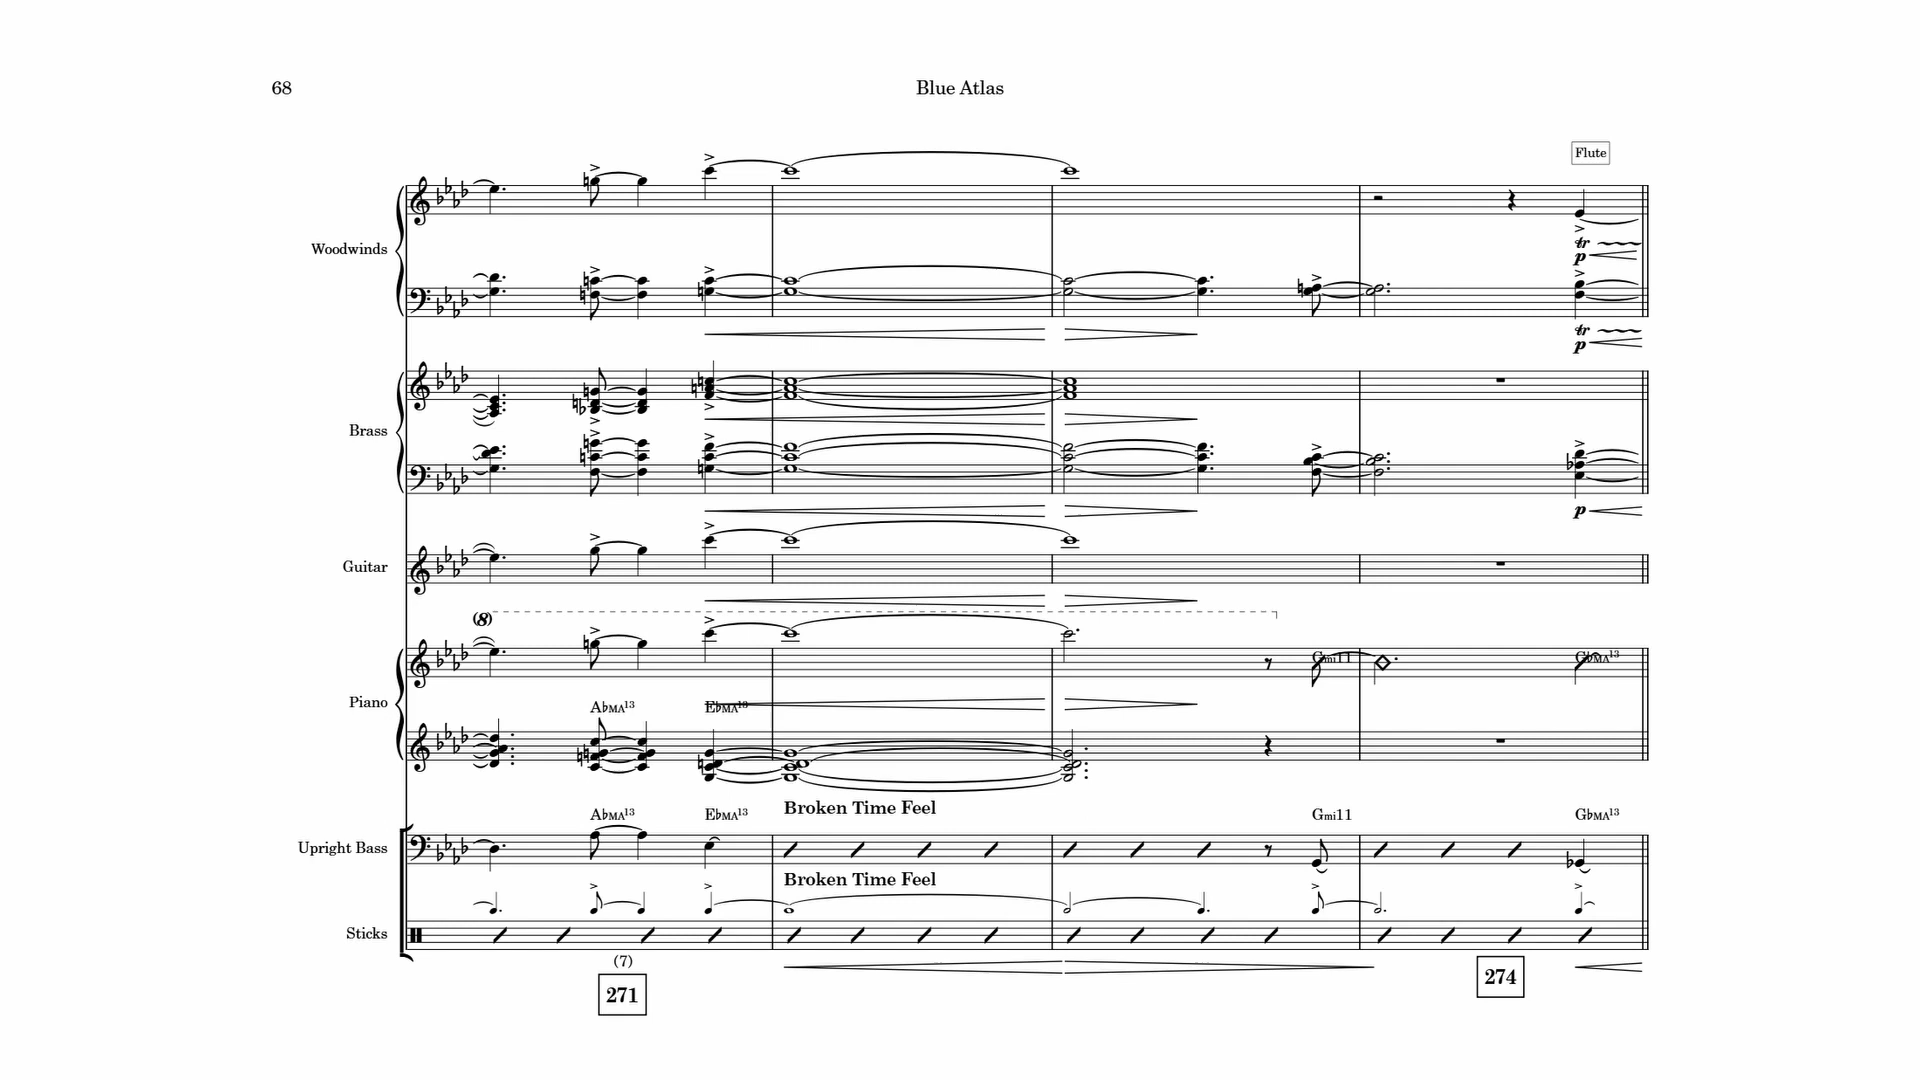 68
Blue Atlas
Flute
Woodwinds
tr
p
tr
p
Brass
p
Guitar
(8)
Gmi11 G♭MA13
Piano
A♭MA13 E♭MA13
Broken Time Feel
A♭MA13 E♭MA13 Gmi11 G♭MA13
Upright Bass
Broken Time Feel
Sticks
(7)
271
274